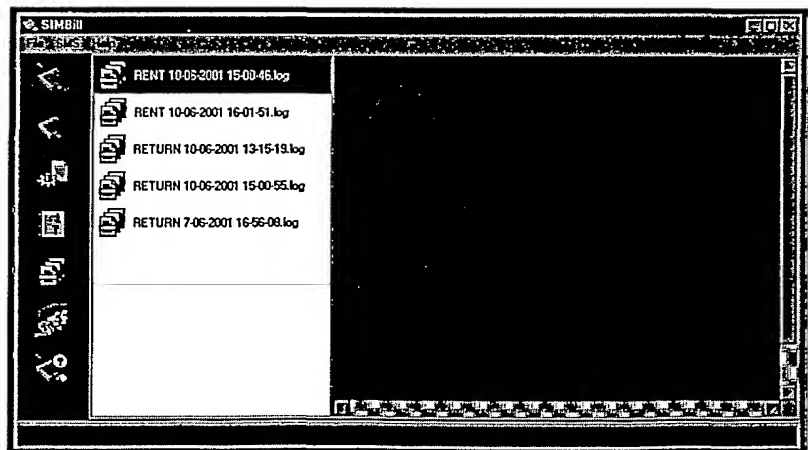 SIMBill
RENT 10-06-2001 15-00-46.log
RENT 10-06-2001 16-01-51.log
RETURN 10-06-2001 13-15-19.log
RETURN 10-06-2001 15-00-55.log
RETURN 7-06-2001 16-56-08.log